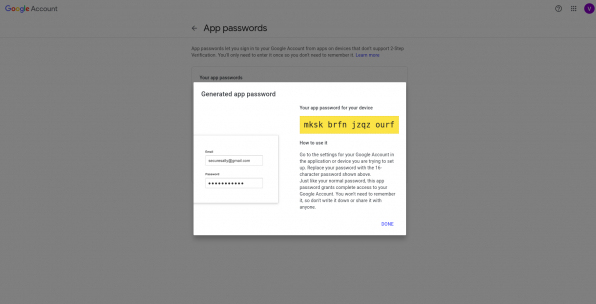 Google Account
V
← App passwords
App passwords let you sign in to your Google Account from apps on devices that don't support 2-Step
Verification. You'll only need to enter it once so you don't need to remember it. Learn more
Your app passwords
Generated app password
Your app password for your device
mksk brfn jzqz ourf
Email
securesally@gmail.com
Password
••••••••••••
How to use it
Go to the settings for your Google Account in
the application or device you are trying to set
up. Replace your password with the 16-
character password shown above.
Just like your normal password, this app
password grants complete access to your
Google Account. You won't need to remember
it, so don't write it down or share it with
anyone.
DONE